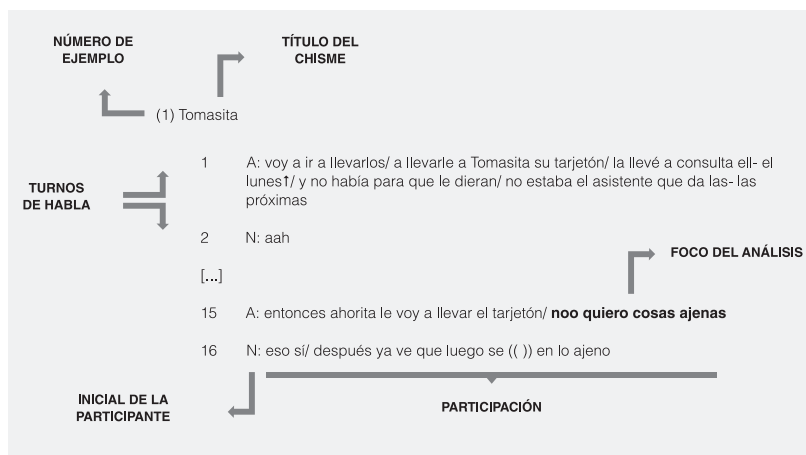 NÚMERO DE
EJEMPLO
TÍTULO DEL
CHISME
(1) Tomasita
TURNOS
DE HABLA
1 A: voy a ir a llevarlos/ a llevarle a Tomasita su tarjetón/ la llevé a consulta ell- el
lunes↑/ y no había para que le dieran/ no estaba el asistente que da las- las
próximas
2 N: aah
FOCO DEL ANÁLISIS
[...]
15 A: entonces ahorita le voy a llevar el tarjetón/ noo quiero cosas ajenas
16 N: eso sí/ después ya ve que luego se (( )) en lo ajeno
INICIAL DE LA
PARTICIPANTE
PARTICIPACIÓN